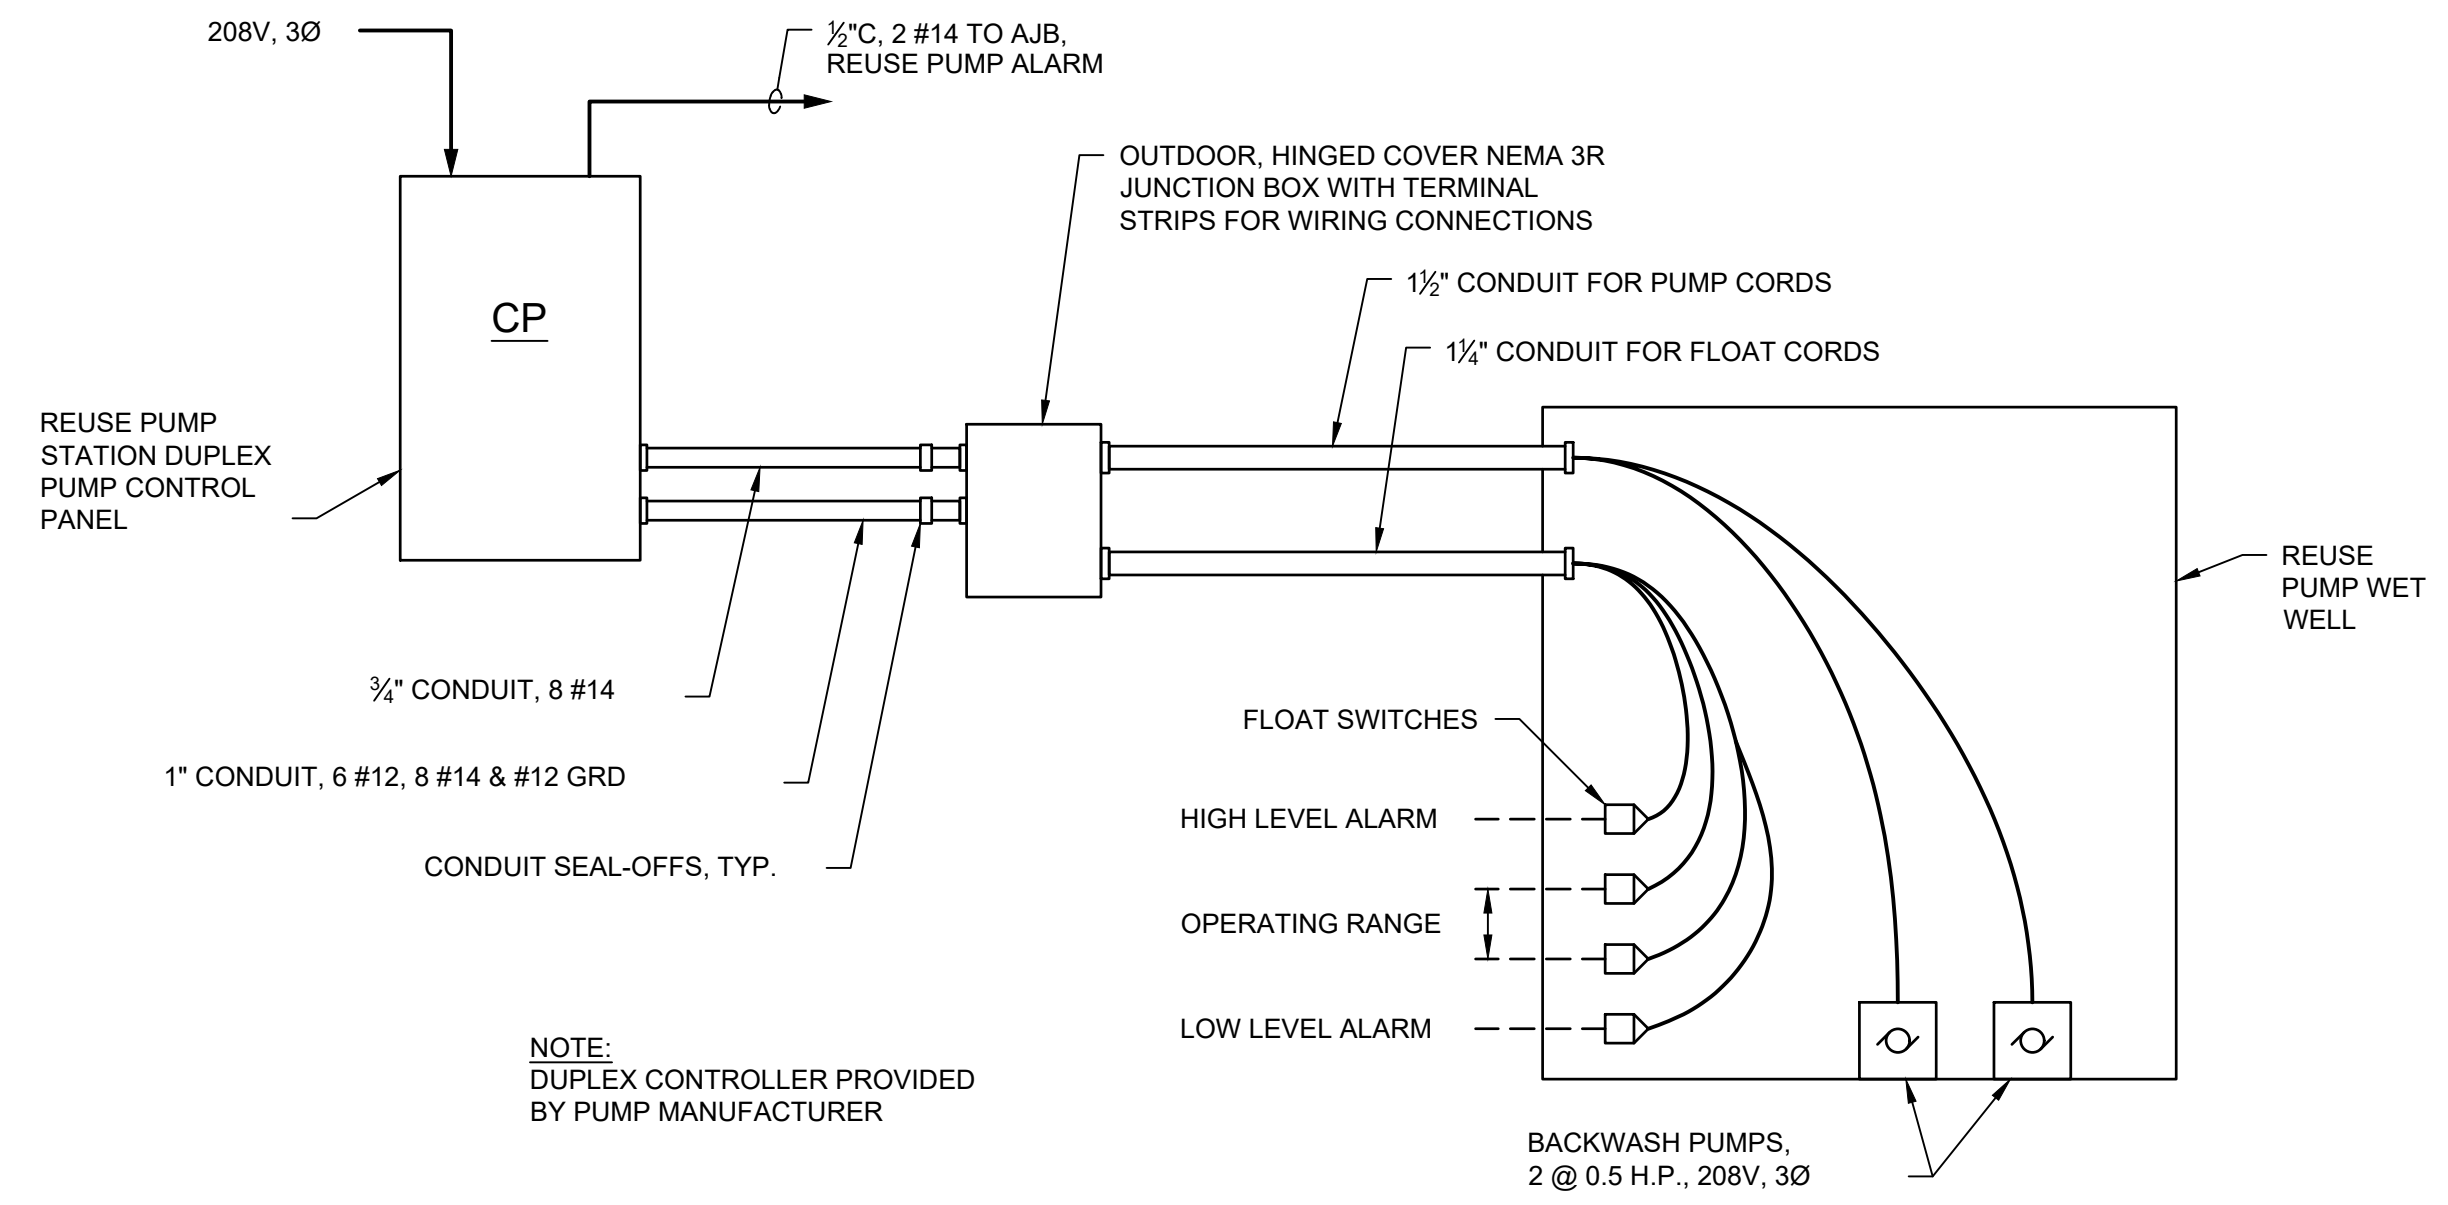 208V, 3Ø
½"C, 2 #14 TO AJB,
REUSE PUMP ALARM
OUTDOOR, HINGED COVER NEMA 3R
JUNCTION BOX WITH TERMINAL
STRIPS FOR WIRING CONNECTIONS
1½" CONDUIT FOR PUMP CORDS
1¼" CONDUIT FOR FLOAT CORDS
CP
REUSE PUMP
STATION DUPLEX
PUMP CONTROL
PANEL
REUSE
PUMP WET
WELL
¾" CONDUIT, 8 #14
1" CONDUIT, 6 #12, 8 #14 & #12 GRD
CONDUIT SEAL-OFFS, TYP.
FLOAT SWITCHES
HIGH LEVEL ALARM
OPERATING RANGE
LOW LEVEL ALARM
NOTE:
DUPLEX CONTROLLER PROVIDED
BY PUMP MANUFACTURER
BACKWASH PUMPS,
2 @ 0.5 H.P., 208V, 3Ø